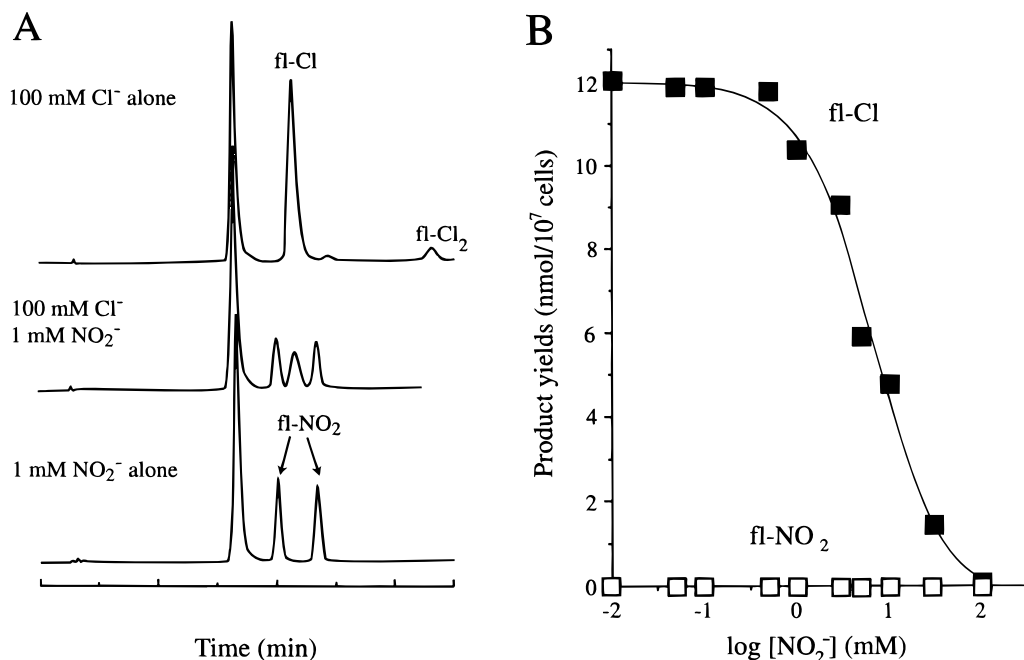 A
fl-Cl
100 mM Cl⁻ alone
fl-Cl₂
100 mM Cl⁻
1 mM NO₂⁻
fl-NO₂
1 mM NO₂⁻ alone
Time (min)
B
12
10
8
6
4
2
0
fl-Cl
fl-NO₂
Product yields (nmol/10⁷ cells)
-2
-1
0
1
2
log [NO₂⁻] (mM)